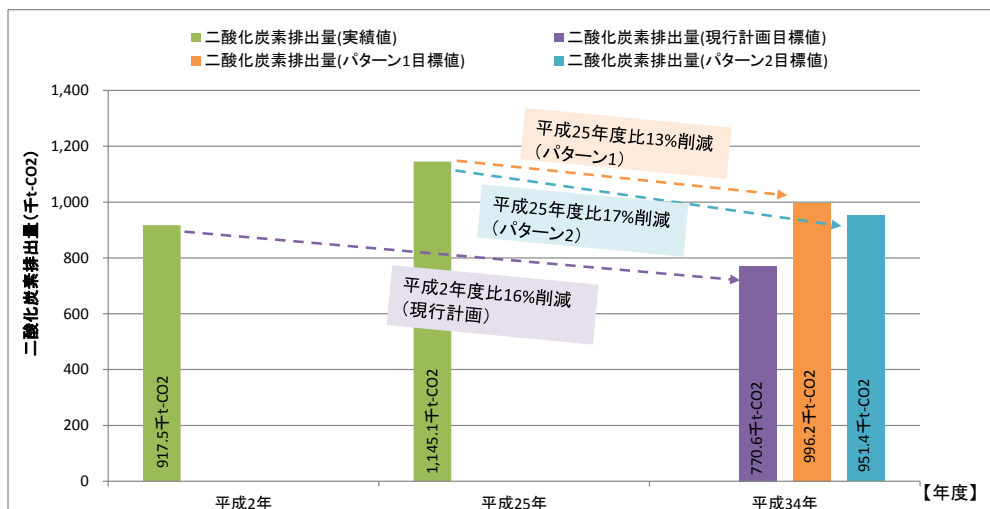 二酸化炭素排出量(実績値)
二酸化炭素排出量(現行計画目標値)
二酸化炭素排出量(パターン1目標値)
二酸化炭素排出量(パターン2目標値)
二酸化炭素排出量(千t-CO2)
1,400
1,200
1,000
800
600
400
200
0
平成25年度比13%削減
(パターン1)
平成25年度比17%削減
(パターン2)
平成2年度比16%削減
(現行計画)
917.5千t-CO2
1,145.1千t-CO2
770.6千t-CO2
996.2千t-CO2
951.4千t-CO2
平成2年
平成25年
平成34年
【年度】